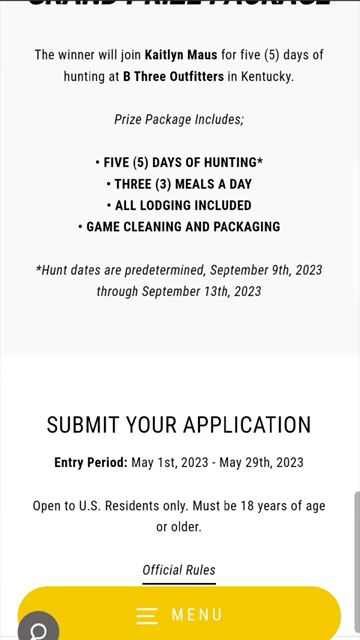 GRAND PRIZE PACKAGE
The winner will join Kaitlyn Maus for five (5) days of
hunting at B Three Outfitters in Kentucky.
Prize Package Includes;
• FIVE (5) DAYS OF HUNTING*
• THREE (3) MEALS A DAY
• ALL LODGING INCLUDED
• GAME CLEANING AND PACKAGING
*Hunt dates are predetermined, September 9th, 2023
through September 13th, 2023
SUBMIT YOUR APPLICATION
Entry Period: May 1st, 2023 - May 29th, 2023
Open to U.S. Residents only. Must be 18 years of age
or older.
Official Rules
MENU